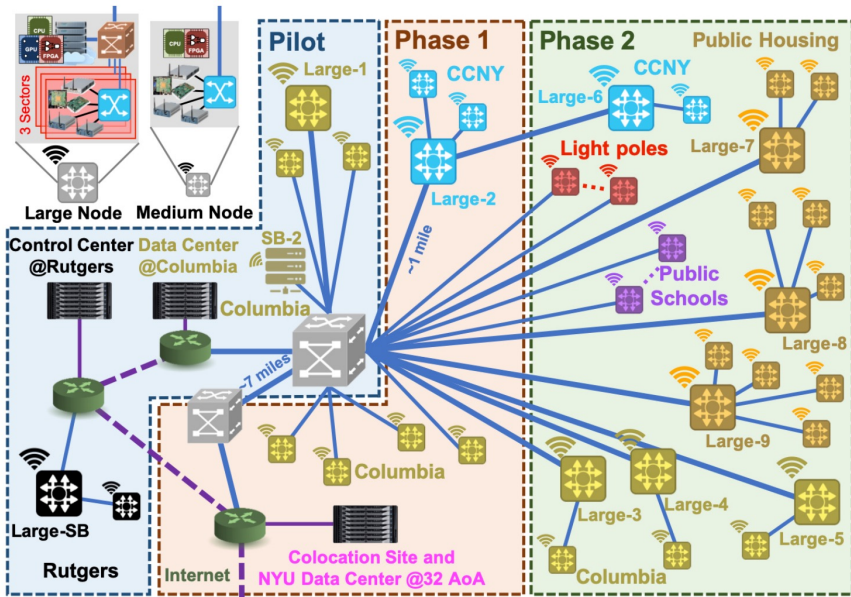 CPU
GPU
FPGA
3 Sectors
Large Node
CPU
FPGA
Medium Node
Pilot
Large-1
SB-2
Columbia
Control Center
@Rutgers
Data Center
@Columbia
~7 miles
Large-SB
Rutgers
Phase 1
CCNY
Large-2
~1 mile
Columbia
Internet
Colocation Site and
NYU Data Center @32 AoA
Phase 2
Public Housing
CCNY
Large-6
Large-7
Light poles
Public
Schools
Large-8
Large-9
Large-3
Large-4
Large-5
Columbia